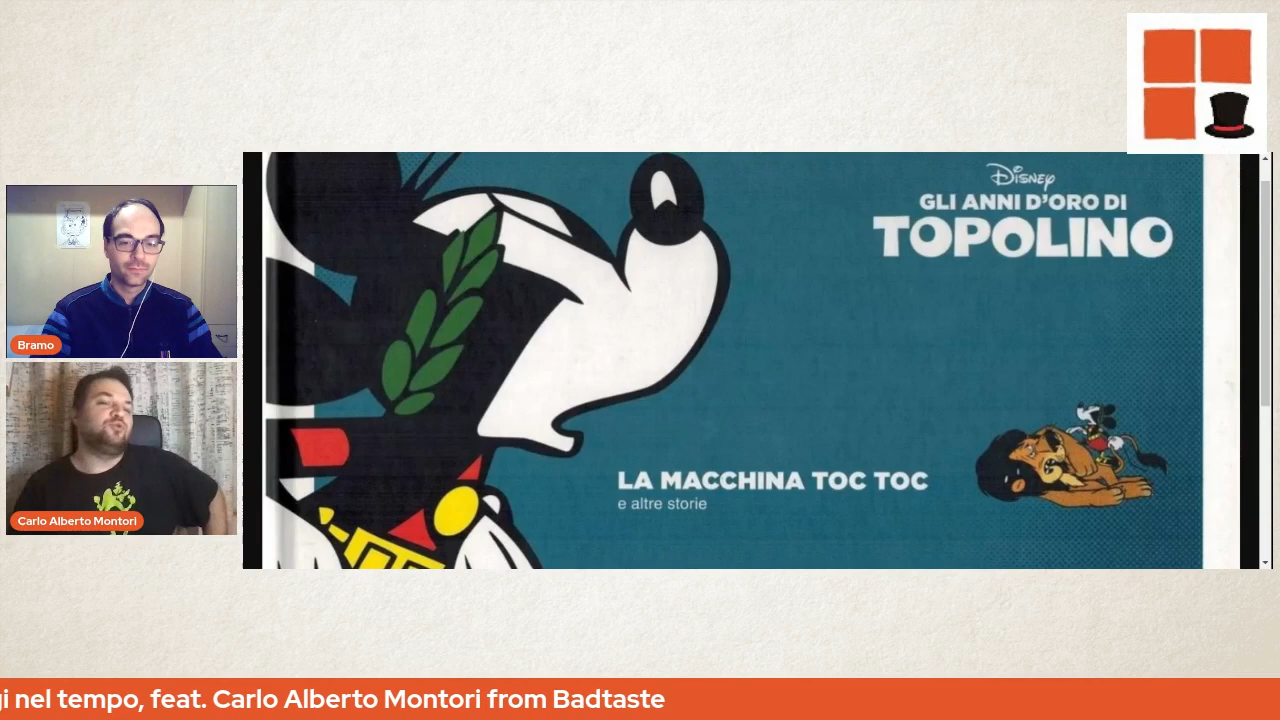 Disney
GLI ANNI D'ORO DI
TOPOLINO
Bramo
LA MACCHINA TOC TOC
e altre storie
Carlo Alberto Montori
nel tempo, feat. Carlo Alberto Montori from Badtaste